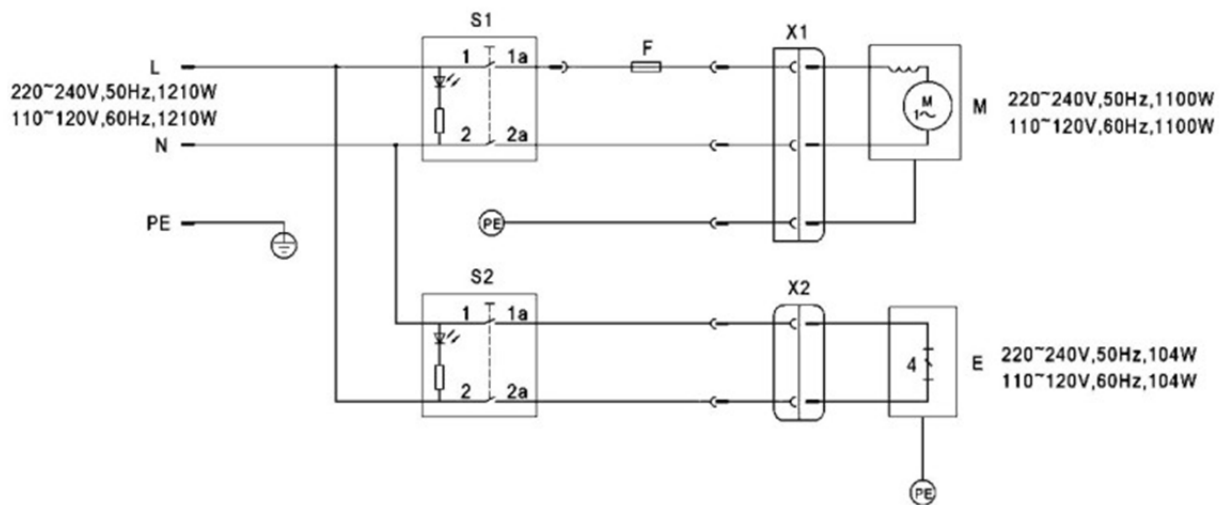 S1
X1
1 1a
F
L
220~240V,50Hz,1210W
110~120V,60Hz,1210W
M
1~
M
220~240V,50Hz,1100W
110~120V,60Hz,1100W
N
2 2a
PE
PE
S2
X2
1 1a
4
E
220~240V,50Hz,104W
110~120V,60Hz,104W
2 2a
PE